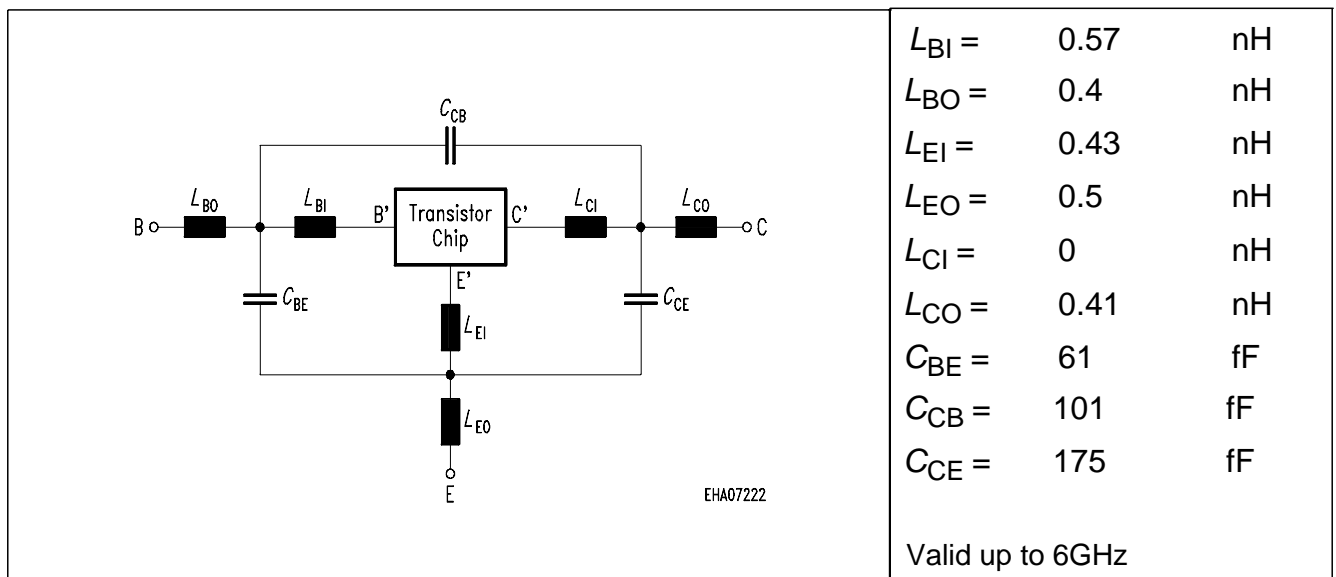 C_CB
L_BO
L_BI
B'
Transistor
Chip
C'
L_CI
L_CO
B
C
E'
C_BE
C_CE
L_EI
L_EO
E
EHA07222
L_BI = 0.57 nH
L_BO = 0.4 nH
L_EI = 0.43 nH
L_EO = 0.5 nH
L_CI = 0 nH
L_CO = 0.41 nH
C_BE = 61 fF
C_CB = 101 fF
C_CE = 175 fF
Valid up to 6GHz